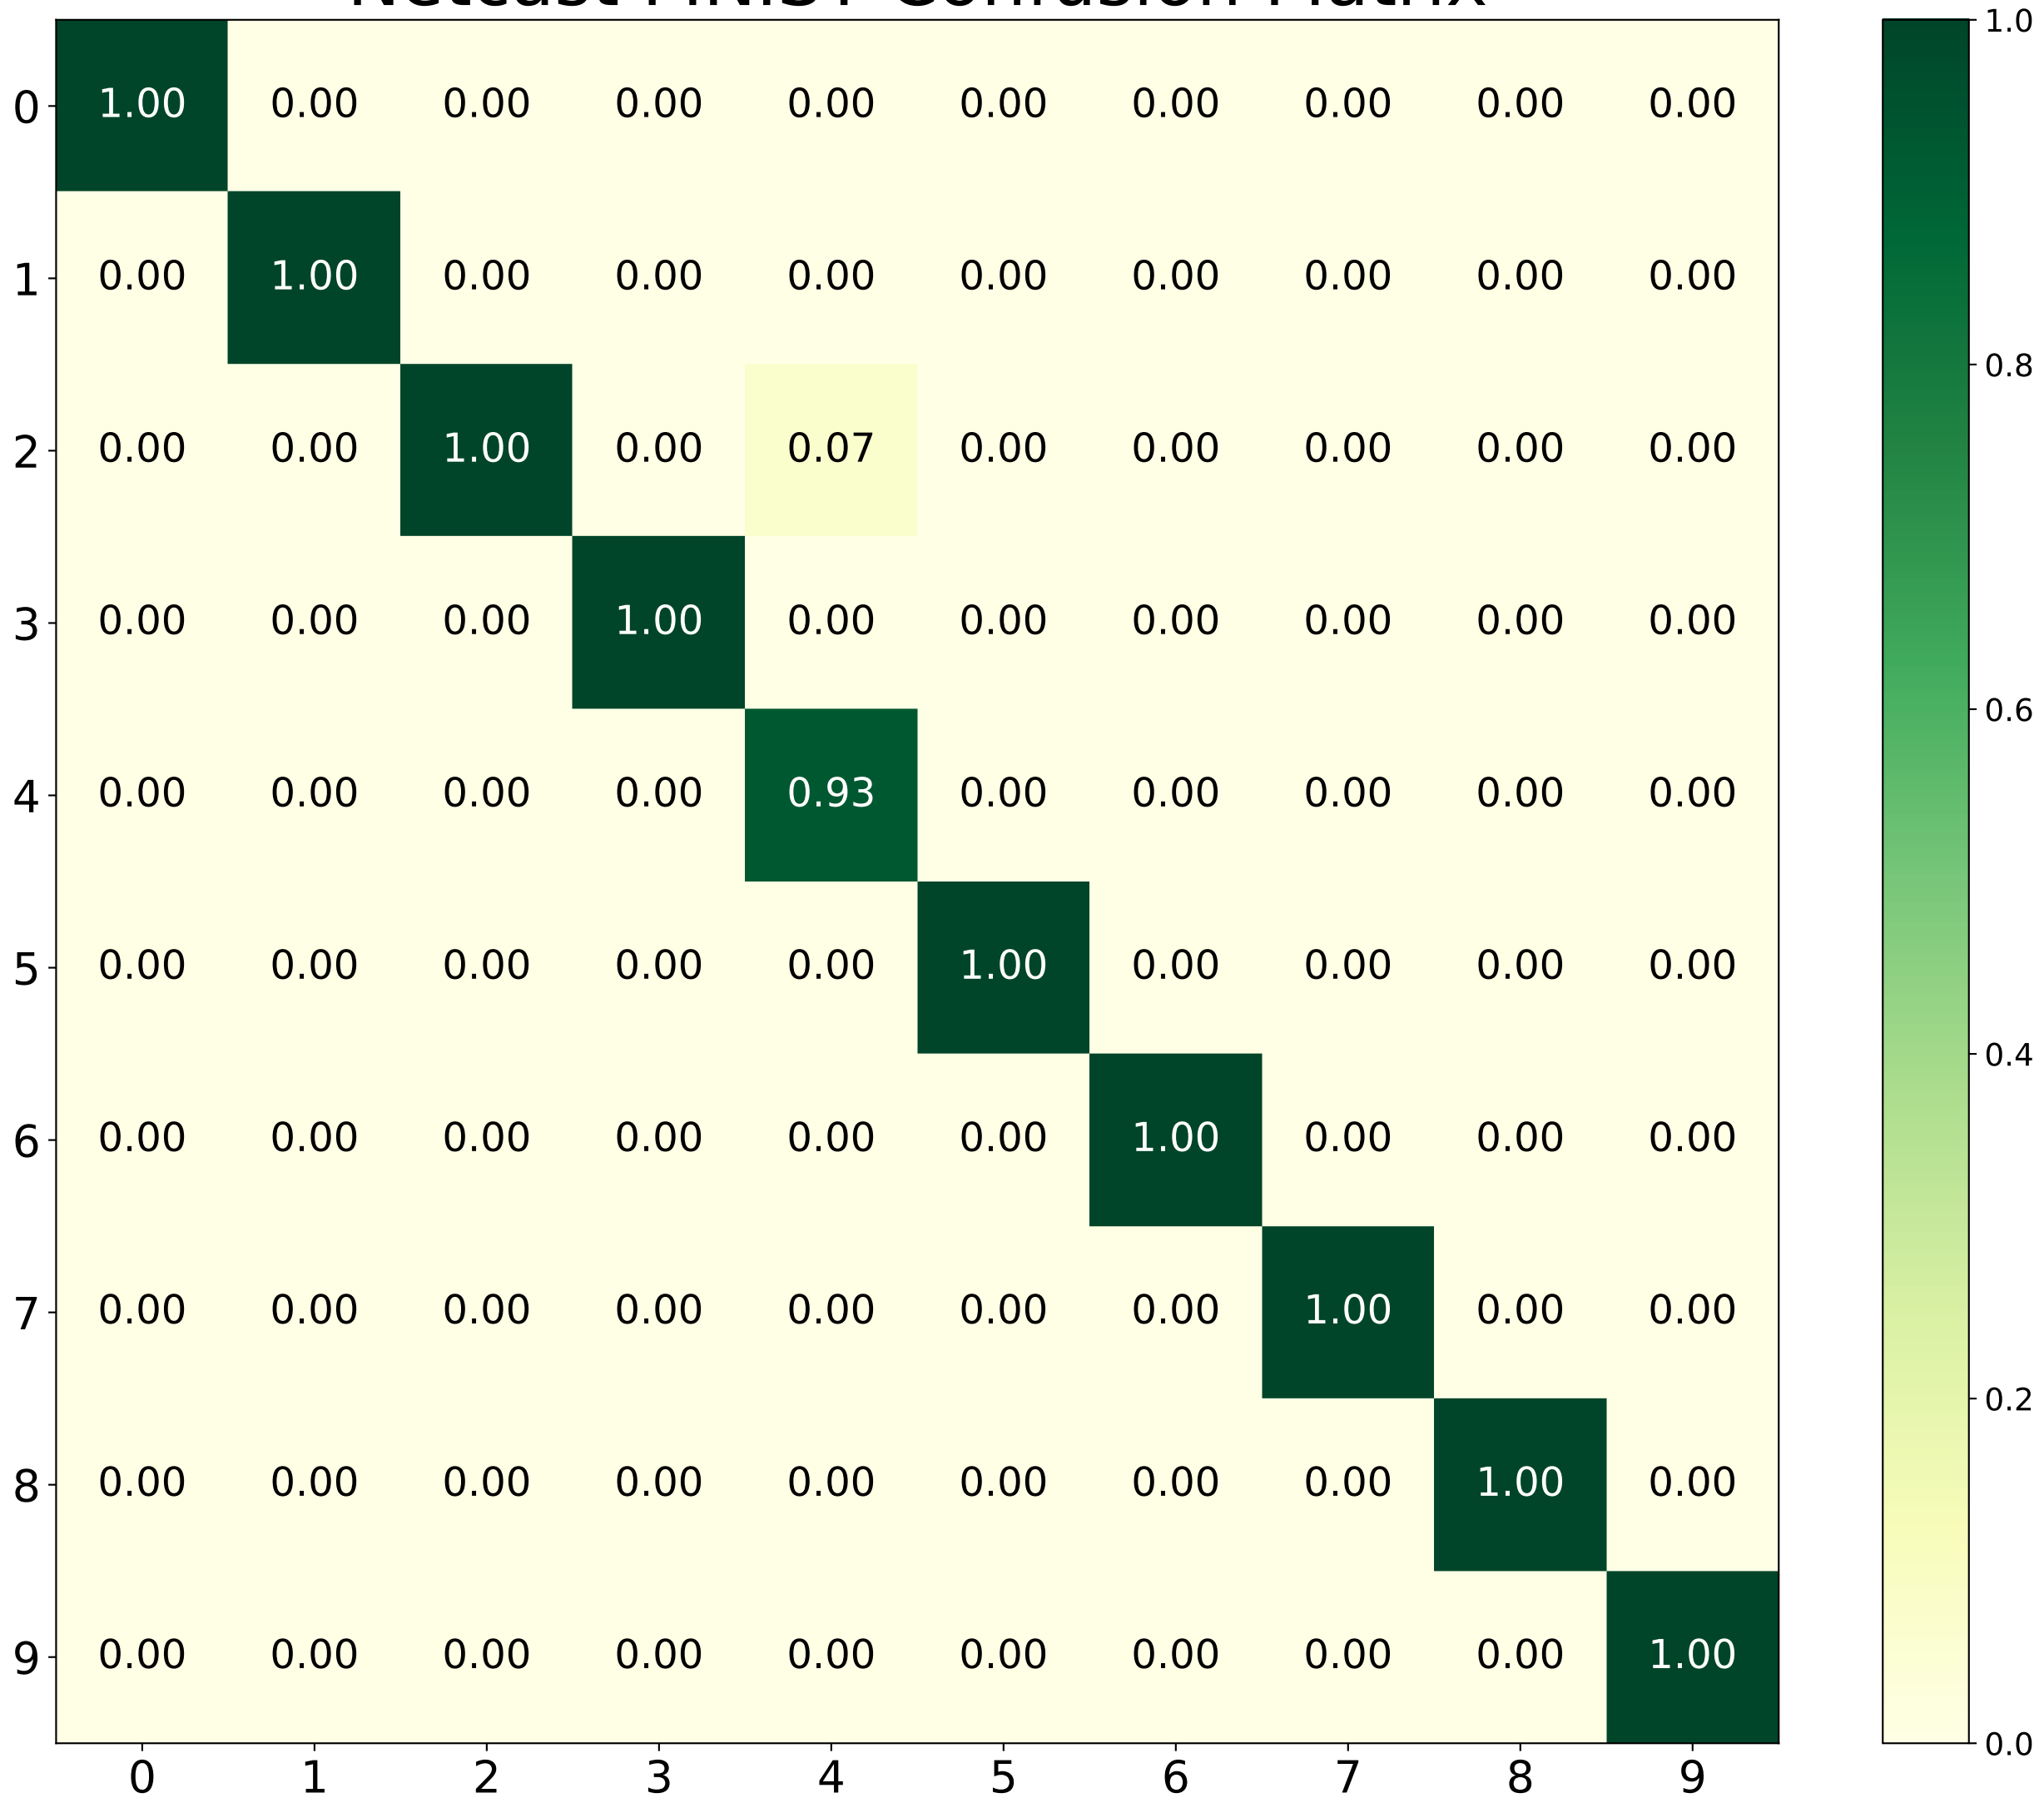 Netcast MNIST Confusion Matrix
1.0
0 1.00 0.00 0.00 0.00 0.00 0.00 0.00 0.00 0.00 0.00
1 0.00 1.00 0.00 0.00 0.00 0.00 0.00 0.00 0.00 0.00
0.8
2 0.00 0.00 1.00 0.00 0.07 0.00 0.00 0.00 0.00 0.00
3 0.00 0.00 0.00 1.00 0.00 0.00 0.00 0.00 0.00 0.00
0.6
4 0.00 0.00 0.00 0.00 0.93 0.00 0.00 0.00 0.00 0.00
5 0.00 0.00 0.00 0.00 0.00 1.00 0.00 0.00 0.00 0.00
0.4
6 0.00 0.00 0.00 0.00 0.00 0.00 1.00 0.00 0.00 0.00
7 0.00 0.00 0.00 0.00 0.00 0.00 0.00 1.00 0.00 0.00
0.2
8 0.00 0.00 0.00 0.00 0.00 0.00 0.00 0.00 1.00 0.00
9 0.00 0.00 0.00 0.00 0.00 0.00 0.00 0.00 0.00 1.00
0.0
0 1 2 3 4 5 6 7 8 9